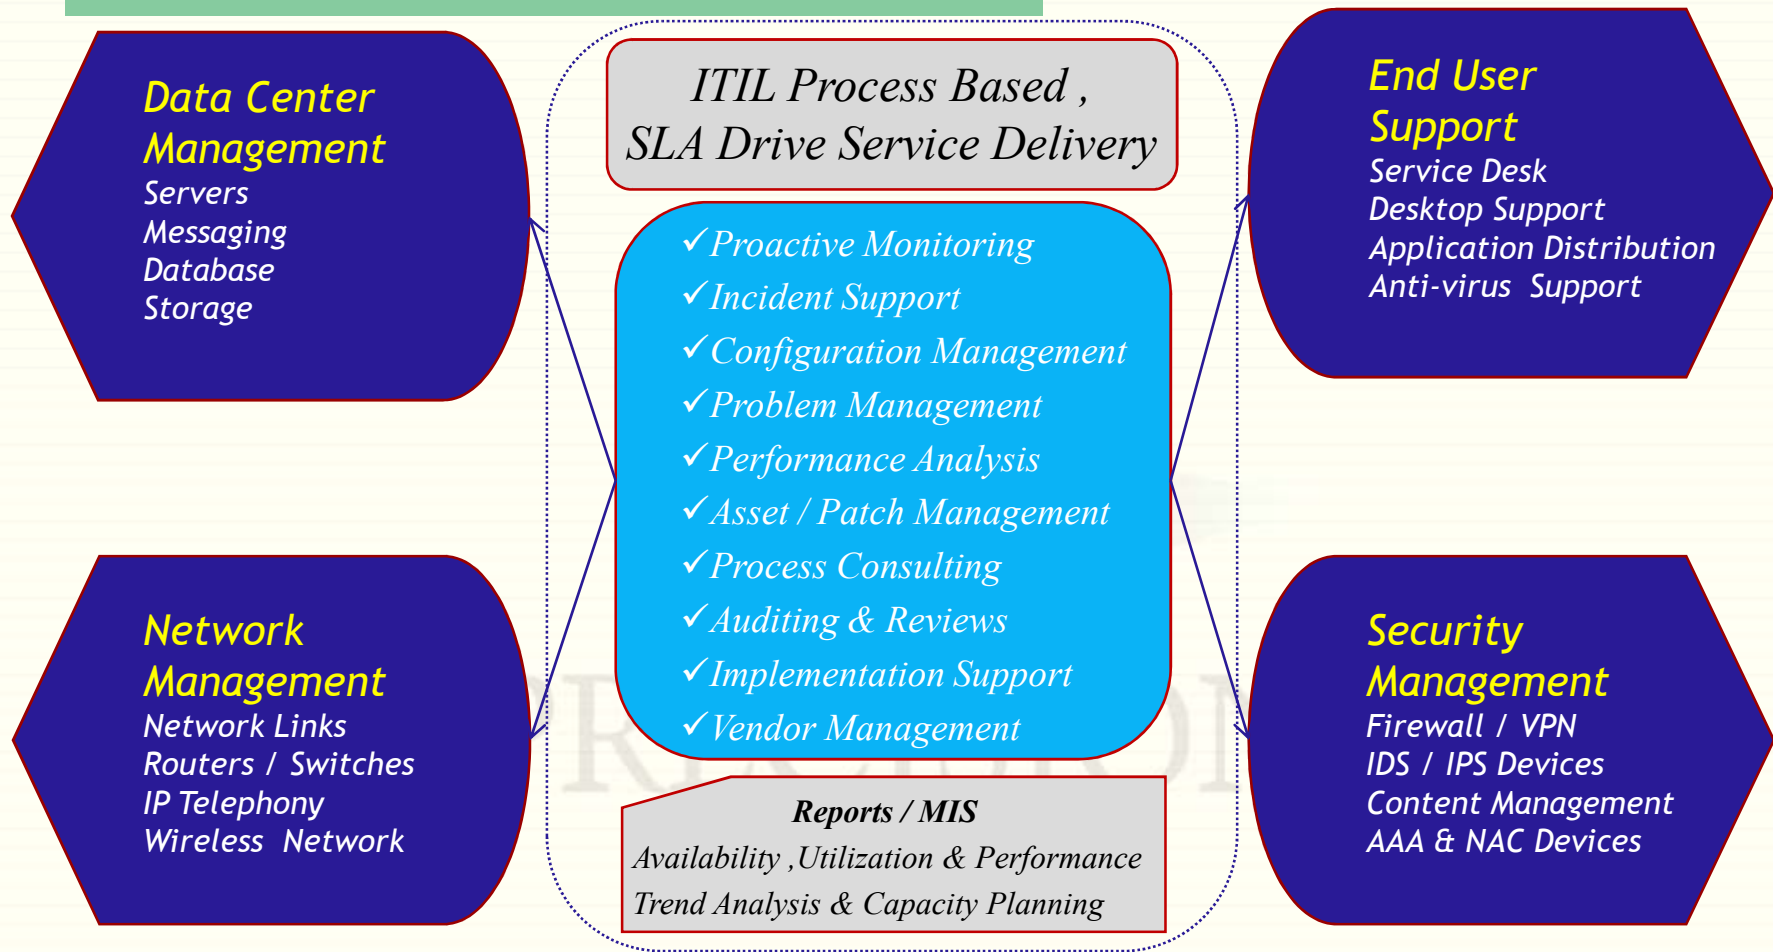 Data Center
Management
Servers
Messaging
Database
Storage
ITIL Process Based ,
SLA Drive Service Delivery
✓Proactive Monitoring
✓Incident Support
✓Configuration Management
✓Problem Management
✓Performance Analysis
✓Asset / Patch Management
✓Process Consulting
✓Auditing & Reviews
✓Implementation Support
✓Vendor Management
Reports / MIS
Availability ,Utilization & Performance
Trend Analysis & Capacity Planning
End User
Support
Service Desk
Desktop Support
Application Distribution
Anti-virus  Support
Network
Management
Network Links
Routers / Switches
IP Telephony
Wireless  Network
Security
Management
Firewall / VPN
IDS / IPS Devices
Content Management
AAA & NAC Devices